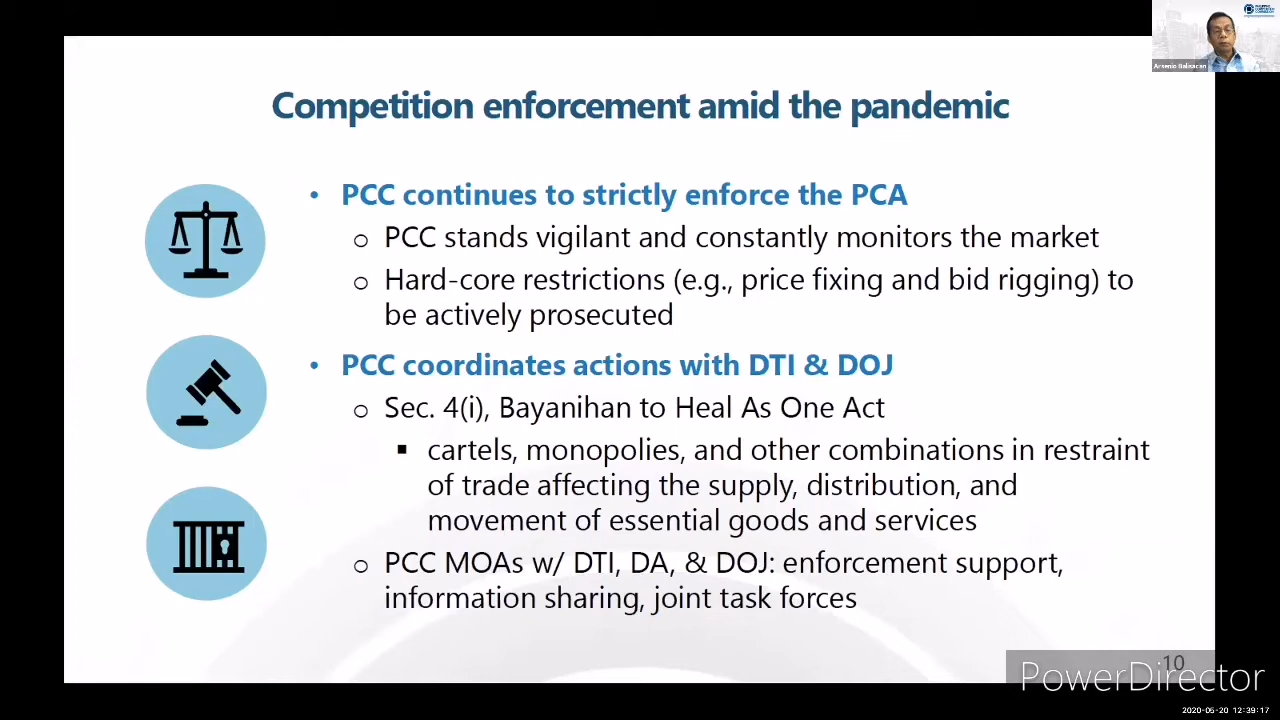 Arsenio Balisacan
Competition enforcement amid the pandemic
• PCC continues to strictly enforce the PCA
o PCC stands vigilant and constantly monitors the market
o Hard-core restrictions (e.g., price fixing and bid rigging) to
be actively prosecuted
• PCC coordinates actions with DTI & DOJ
o Sec. 4(i), Bayanihan to Heal As One Act
▪ cartels, monopolies, and other combinations in restraint
of trade affecting the supply, distribution, and
movement of essential goods and services
o PCC MOAs w/ DTI, DA, & DOJ: enforcement support,
information sharing, joint task forces
10
PowerDirector
2020-05-20 12:39:17